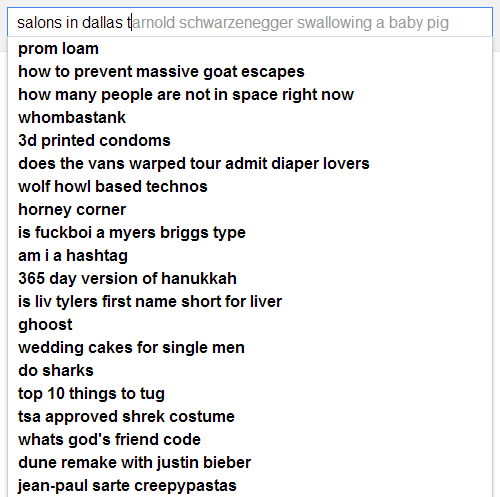 salons in dallas tarnold schwarzenegger swallowing a baby pig
prom loam
how to prevent massive goat escapes
how many people are not in space right now
whombastank
3d printed condoms
does the vans warped tour admit diaper lovers
wolf howl based technos
horney corner
is fuckboi a myers briggs type
am i a hashtag
365 day version of hanukkah
is liv tylers first name short for liver
ghoost
wedding cakes for single men
do sharks
top 10 things to tug
tsa approved shrek costume
whats god's friend code
dune remake with justin bieber
jean-paul sarte creepypastas